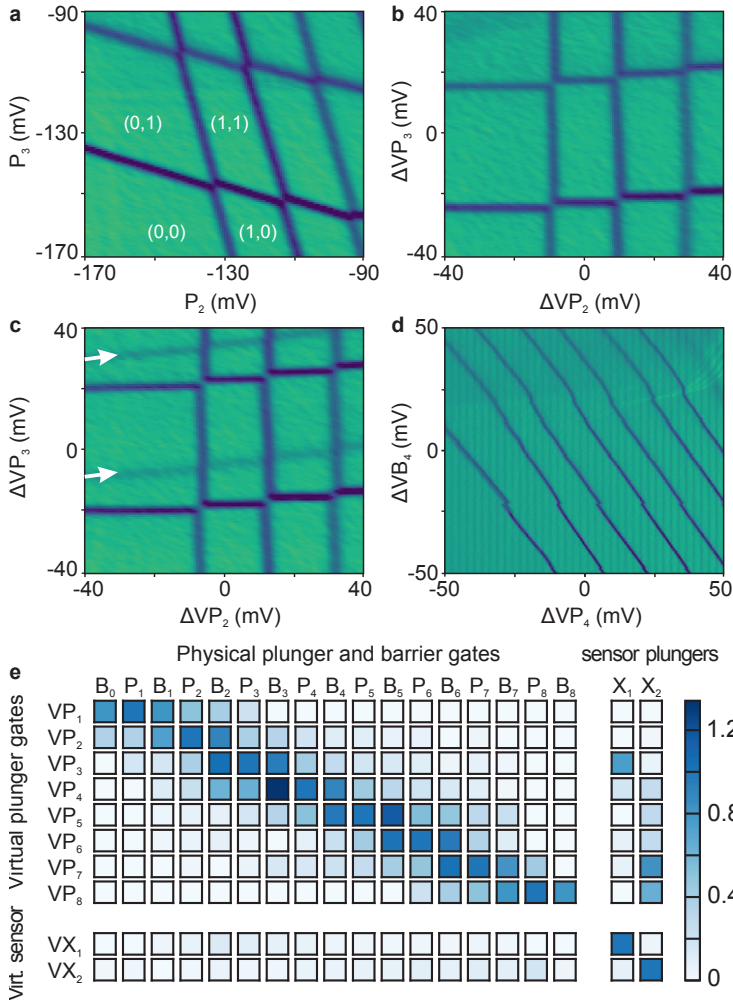 a
-90
P₃ (mV)
-130
-170
(0,1)
(1,1)
(0,0)
(1,0)
-170
-130
-90
P₂ (mV)
b
40
ΔVP₃ (mV)
0
-40
-40
0
40
ΔVP₂ (mV)
c
40
ΔVP₃ (mV)
0
-40
-40
0
40
ΔVP₂ (mV)
d
50
ΔVB₄ (mV)
0
-50
-50
0
50
ΔVP₄ (mV)
e
Physical plunger and barrier gates
sensor plungers
B₀ P₁ B₁ P₂ B₂ P₃ B₃ P₄ B₄ P₅ B₅ P₆ B₆ P₇ B₇ P₈ B₈ X₁ X₂
Virtual plunger gates
VP₁
VP₂
VP₃
VP₄
VP₅
VP₆
VP₇
VP₈
Virt. sensor
VX₁
VX₂
1.2
0.8
0.4
0